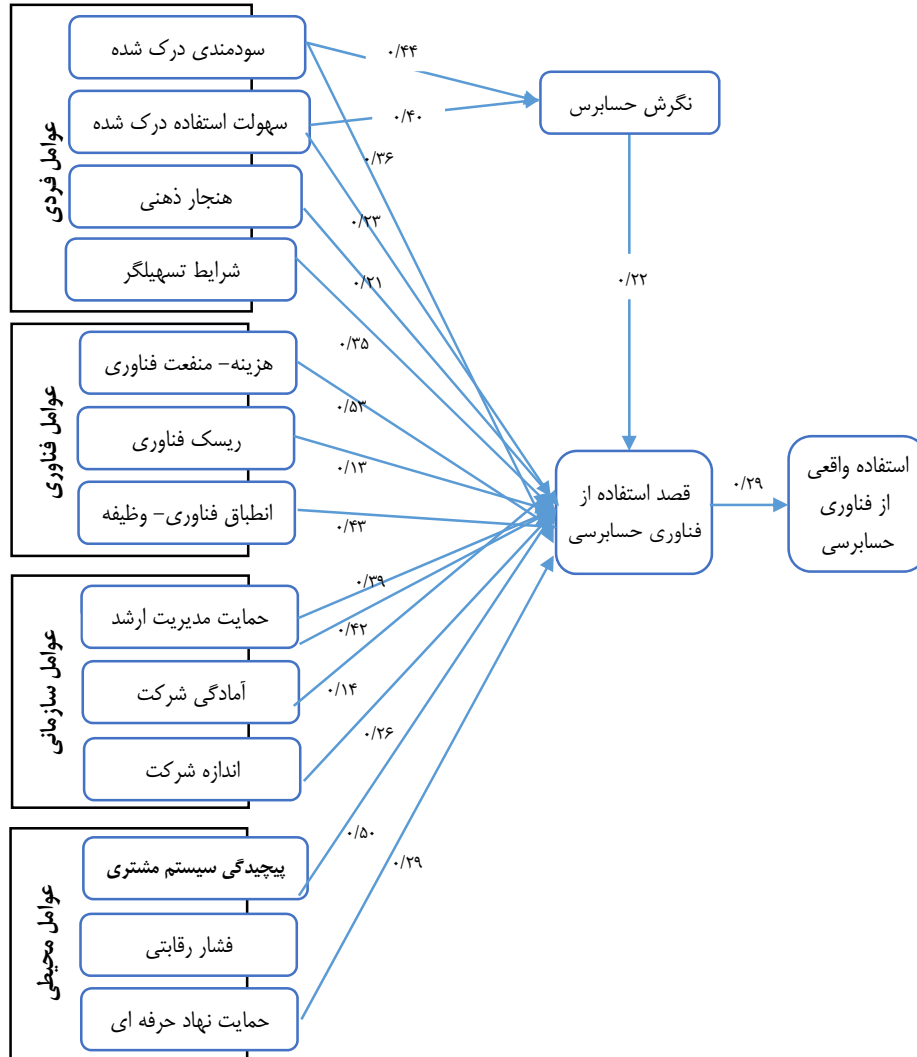 عوامل فردی
سودمندی درک شده
سهولت استفاده درک شده
هنجار ذهنی
شرایط تسهیلگر
عوامل فناوری
هزینه- منفعت فناوری
ریسک فناوری
انطباق فناوری- وظیفه
عوامل سازمانی
حمایت مدیریت ارشد
آمادگی شرکت
اندازه شرکت
عوامل محیطی
پیچیدگی سیستم مشتری
فشار رقابتی
حمایت نهاد حرفه ای
۰/۴۴
۰/۴۰
۰/۳۶
۰/۲۳
۰/۲۱
۰/۳۵
۰/۵۳
۰/۱۳
۰/۴۳
۰/۳۹
۰/۴۲
۰/۱۴
۰/۲۶
۰/۵۰
۰/۲۹
نگرش حسابرس
۰/۲۲
قصد استفاده از
فناوری حسابرسی
۰/۲۹
استفاده واقعی
از فناوری
حسابرسی